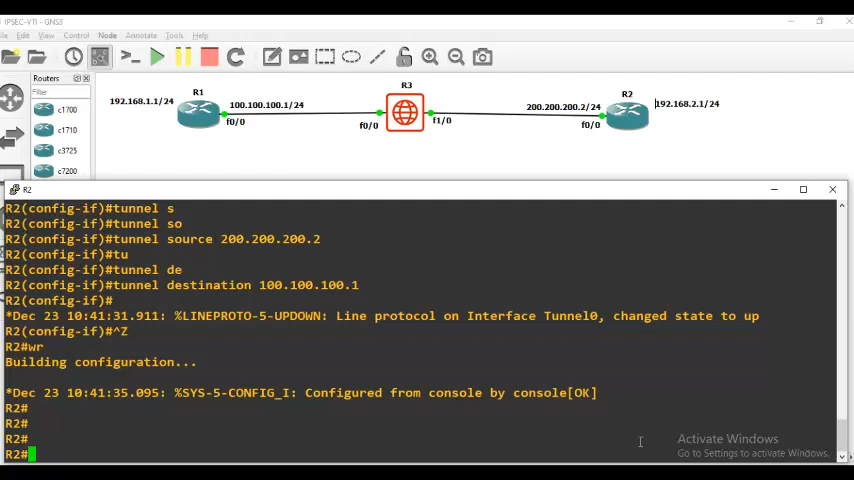 IPSEC-VTI - GNS3
File Edit View Control Node Annotate Tools Help
Routers
Filter
c1700
c1710
c3725
c7200
R3
R1
R2
192.168.1.1/24
100.100.100.1/24
200.200.200.2/24
192.168.2.1/24
f0/0
f0/0
f1/0
f0/0
R2
R2(config-if)#tunnel s
R2(config-if)#tunnel so
R2(config-if)#tunnel source 200.200.200.2
R2(config-if)#tu
R2(config-if)#tunnel de
R2(config-if)#tunnel destination 100.100.100.1
R2(config-if)#
*Dec 23 10:41:31.911: %LINEPROTO-5-UPDOWN: Line protocol on Interface Tunnel0, changed state to up
R2(config-if)#^Z
R2#wr
Building configuration...
*Dec 23 10:41:35.095: %SYS-5-CONFIG_I: Configured from console by console[OK]
R2#
R2#
R2#
R2#
Activate Windows
Go to Settings to activate Windows.